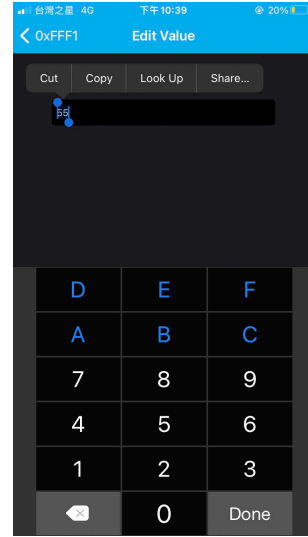 台灣之星 4G 下午10:39 20%
0xFFF1 Edit Value
Cut Copy Look Up Share...
55
D E F
A B C
7 8 9
4 5 6
1 2 3
0 Done